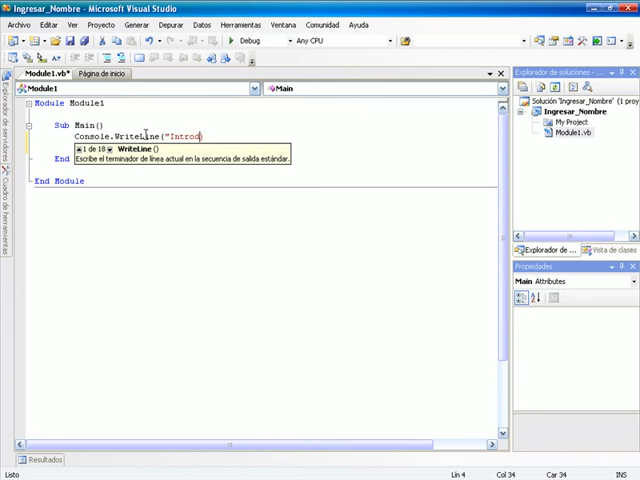 Ingresar_Nombre - Microsoft Visual Studio
Archivo Editar Ver Proyecto Generar Depurar Datos Herramientas Ventana Comunidad Ayuda
Debug Any CPU
Module1.vb* Página de inicio
Module1 Main
Module Module1
Sub Main()
Console.WriteLine("Introd)
1 de 18 WriteLine ()
Escribe el terminador de línea actual en la secuencia de salida estándar.
End
End Module
Explorador de servidores
Cuadro de herramientas
Explorador de soluciones - Ingresar_Nombre
Solución 'Ingresar_Nombre' (1 proy
Ingresar_Nombre
My Project
Module1.vb
Explorador de ... Vista de clases
Propiedades
Main Attributes
Resultados
Listo Lín 4 Col 34 Car 34